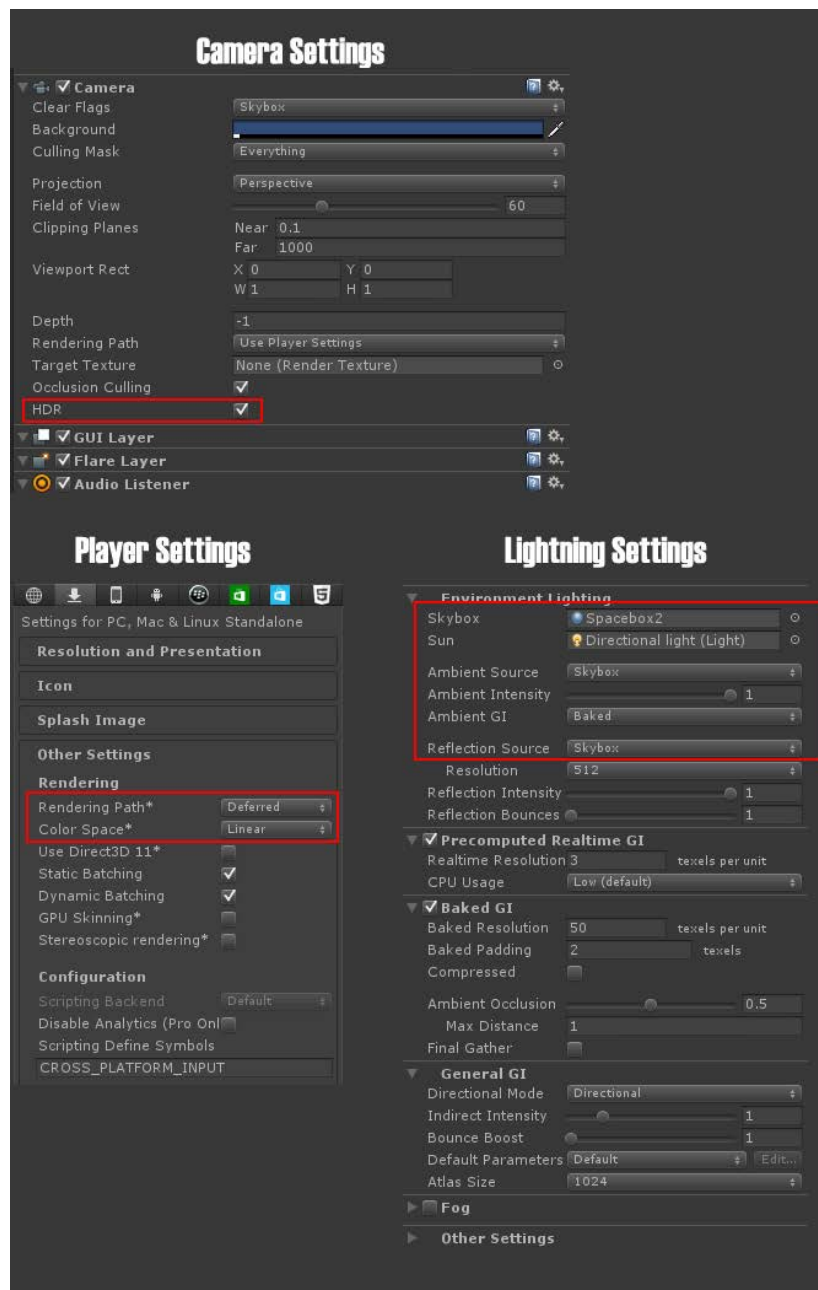 Camera Settings
Camera
Clear Flags Skybox
Background
Culling Mask Everything
Projection Perspective
Field of View 60
Clipping Planes Near 0.1
Far 1000
Viewport Rect X 0 Y 0
W 1 H 1
Depth -1
Rendering Path Use Player Settings
Target Texture None (Render Texture)
Occlusion Culling
HDR
GUI Layer
Flare Layer
Audio Listener
Player Settings
Settings for PC, Mac & Linux Standalone
Resolution and Presentation
Icon
Splash Image
Other Settings
Rendering
Rendering Path* Deferred
Color Space* Linear
Use Direct3D 11*
Static Batching
Dynamic Batching
GPU Skinning*
Stereoscopic rendering*
Configuration
Scripting Backend Default
Disable Analytics (Pro Onl
Scripting Define Symbols
CROSS_PLATFORM_INPUT
Lightning Settings
Environment Lighting
Skybox Spacebox2
Sun Directional light (Light)
Ambient Source Skybox
Ambient Intensity 1
Ambient GI Baked
Reflection Source Skybox
Resolution 512
Reflection Intensity 1
Reflection Bounces 1
Precomputed Realtime GI
Realtime Resolution 3 texels per unit
CPU Usage Low (default)
Baked GI
Baked Resolution 50 texels per unit
Baked Padding 2 texels
Compressed
Ambient Occlusion 0.5
Max Distance 1
Final Gather
General GI
Directional Mode Directional
Indirect Intensity 1
Bounce Boost 1
Default Parameters Default Edit...
Atlas Size 1024
Fog
Other Settings